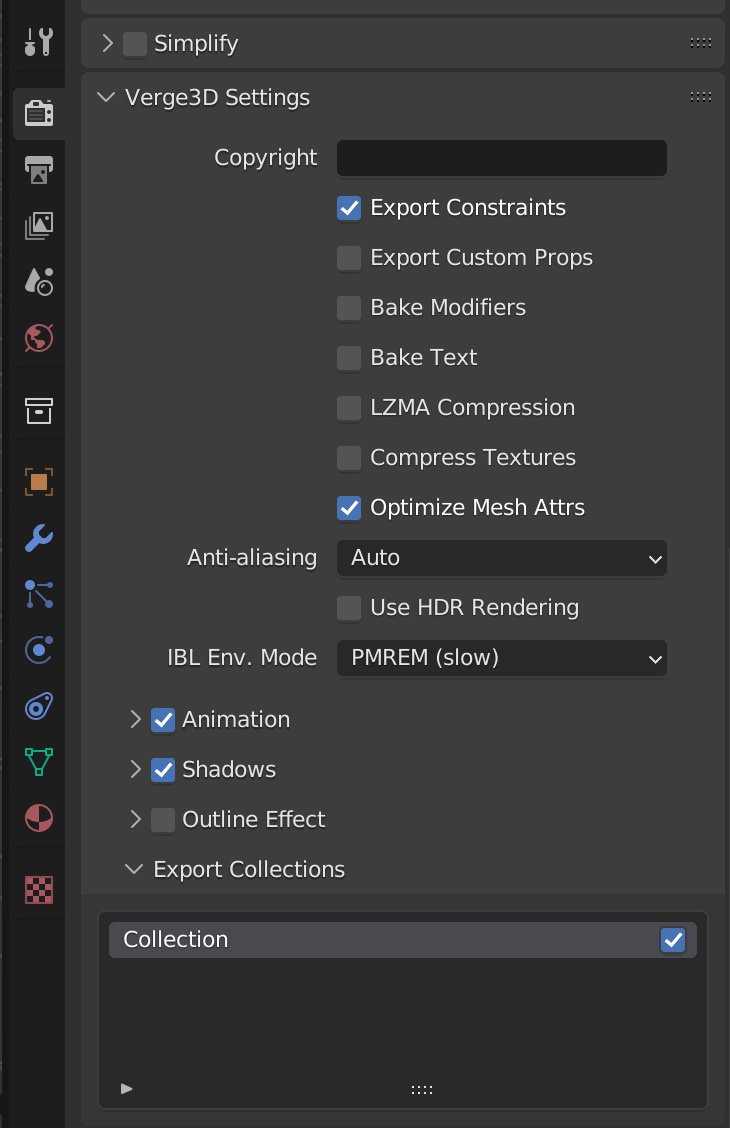 Simplify
Verge3D Settings
Copyright
Export Constraints
Export Custom Props
Bake Modifiers
Bake Text
LZMA Compression
Compress Textures
Optimize Mesh Attrs
Anti-aliasing Auto
Use HDR Rendering
IBL Env. Mode PMREM (slow)
Animation
Shadows
Outline Effect
Export Collections
Collection